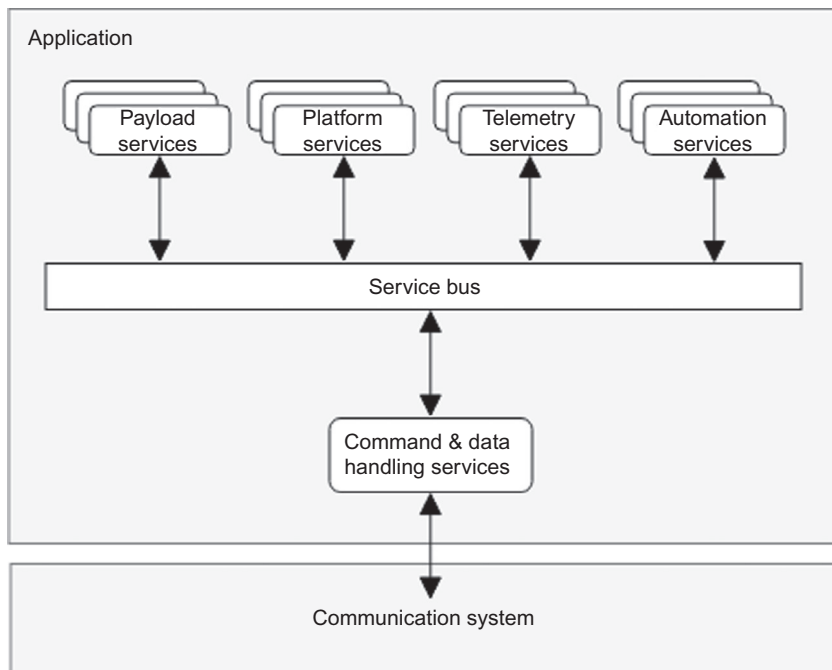 Application
Payload
services
Platform
services
Telemetry
services
Automation
services
Service bus
Command & data
handling services
Communication system